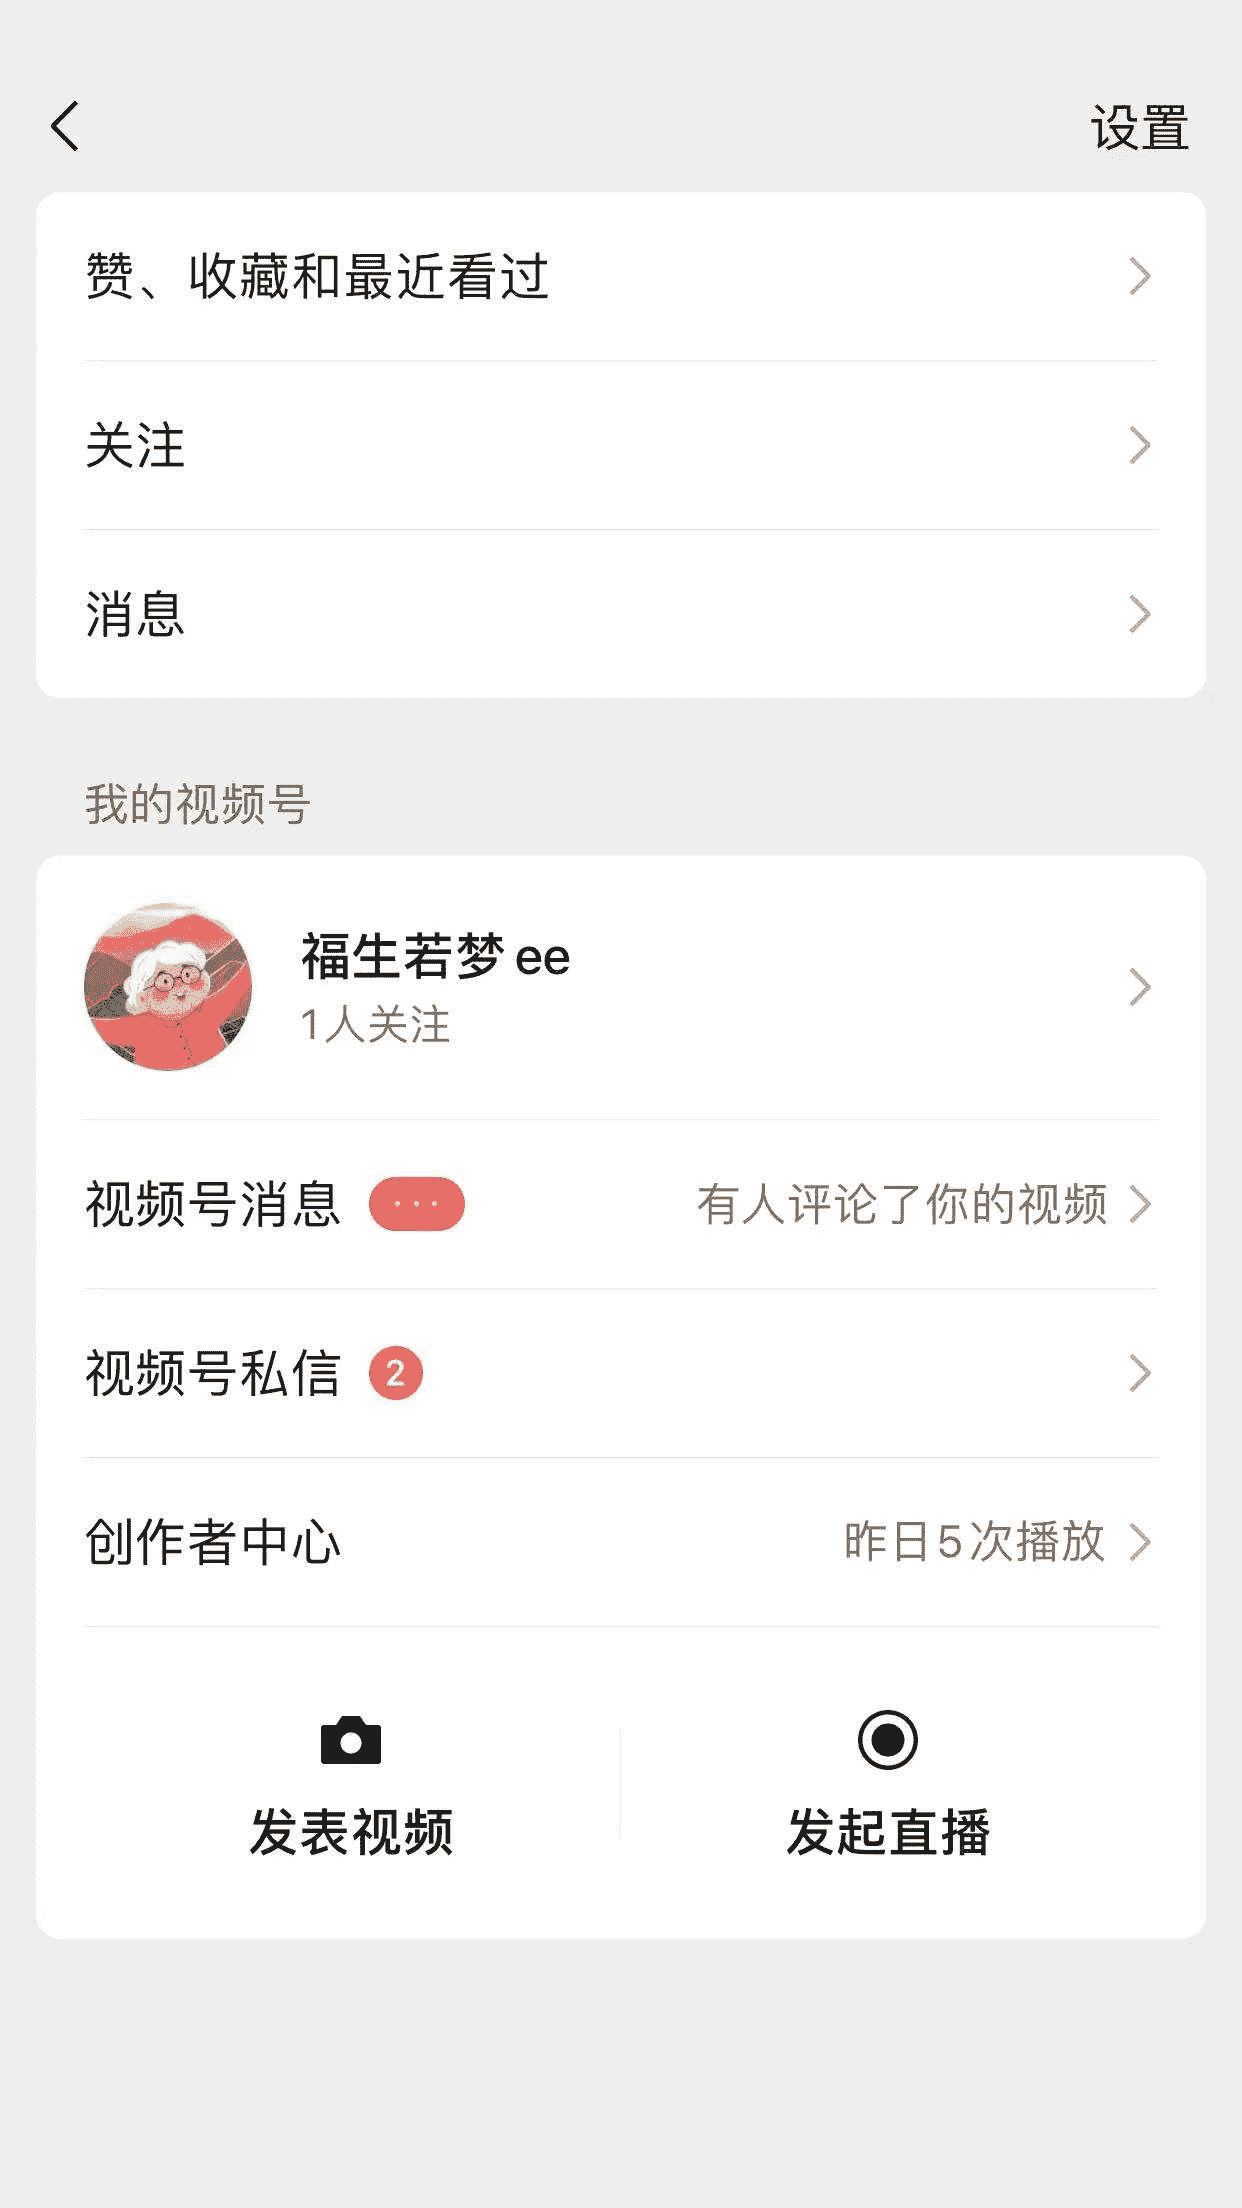 设置
赞、收藏和最近看过
关注
消息
我的视频号
福生若梦ee
1人关注
视频号消息 ··· 有人评论了你的视频
视频号私信 2
创作者中心 昨日5次播放
发表视频 发起直播